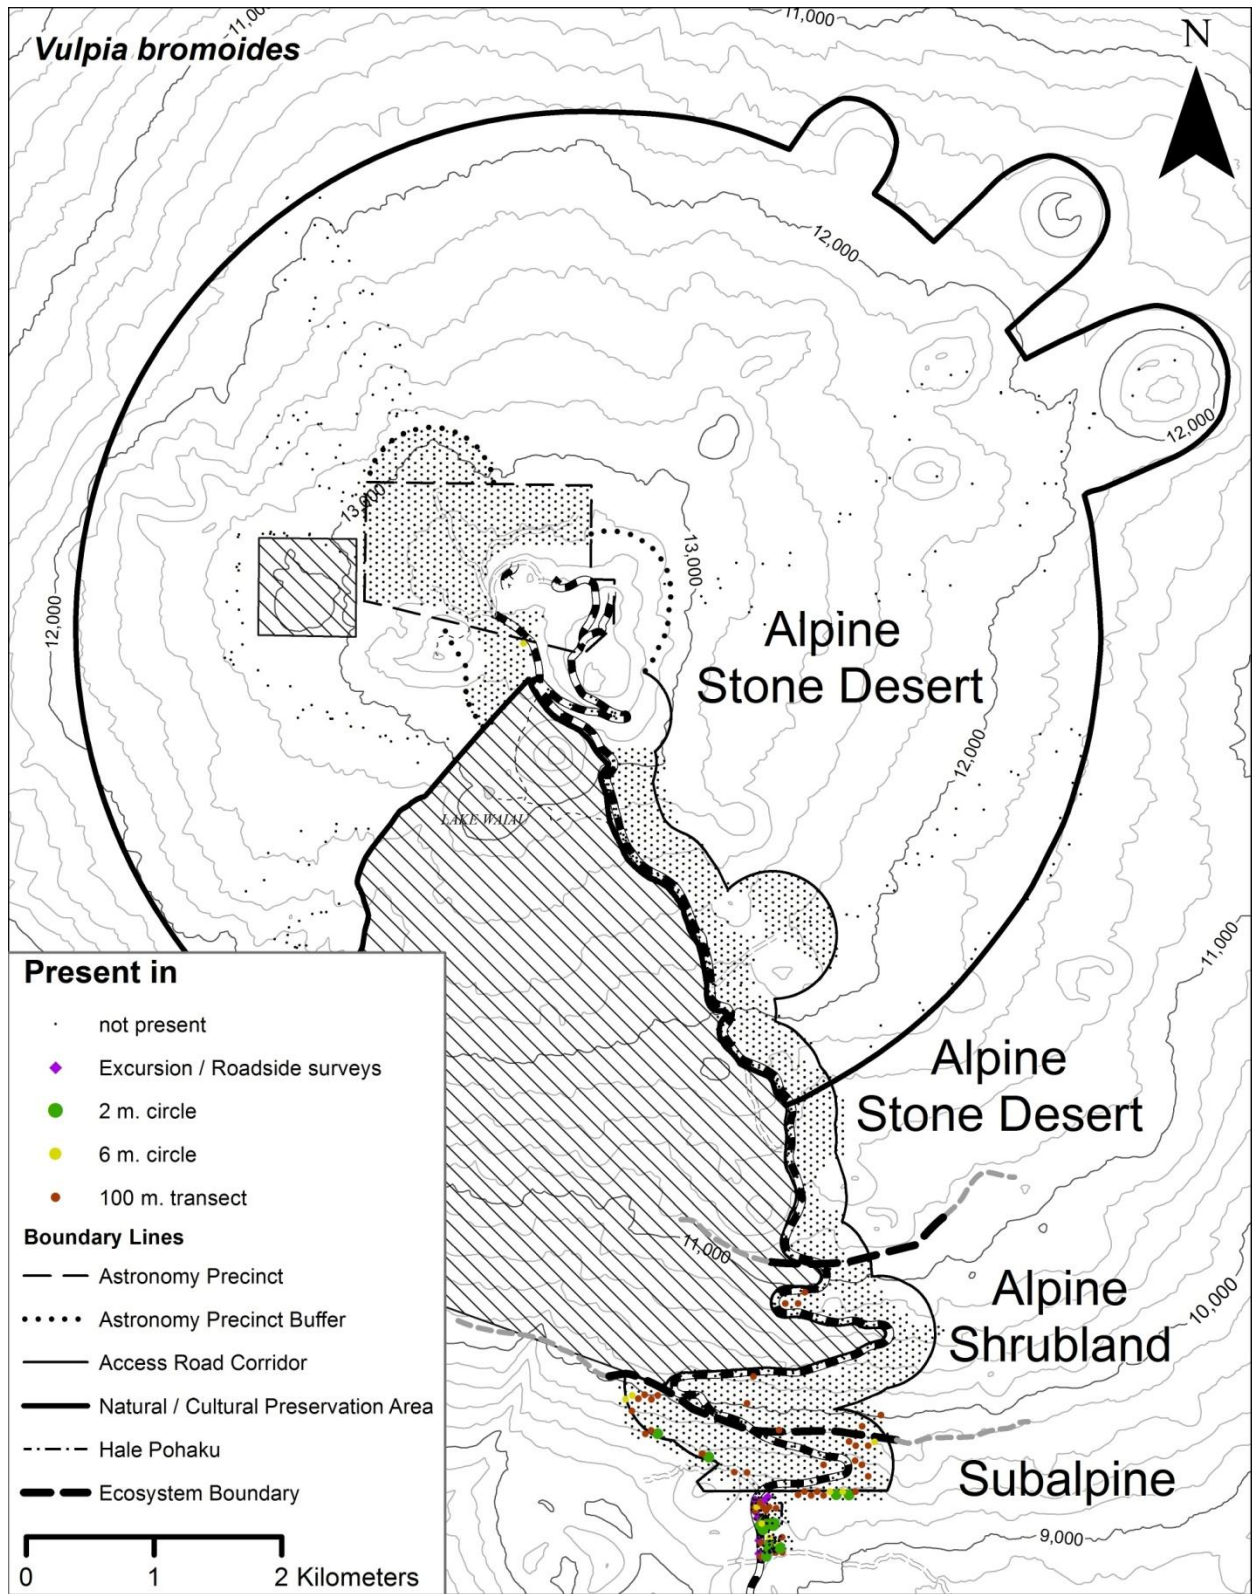 11,000
11,000
Vulpia bromoides
N
12,000
12,000
13,000
13,000
12,000
Alpine
Stone Desert
12,000
LAKE WAIAU
11,000
Present in
not present
Excursion / Roadside surveys
2 m. circle
6 m. circle
100 m. transect
Boundary Lines
Astronomy Precinct
Astronomy Precinct Buffer
Access Road Corridor
Natural / Cultural Preservation Area
Hale Pohaku
Ecosystem Boundary
0 1 2 Kilometers
Alpine
Stone Desert
11,000
Alpine
Shrubland
10,000
Subalpine
9,000